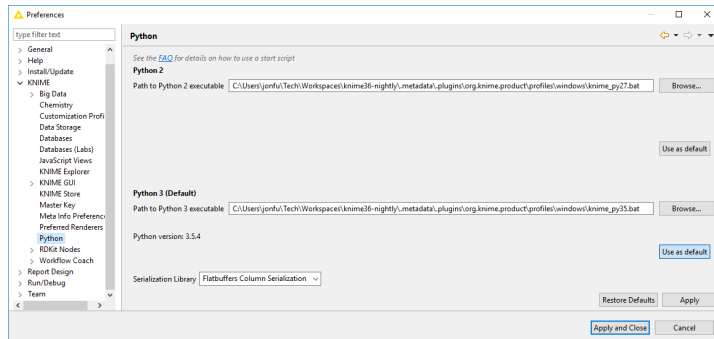 Preferences
type filter text
General
Help
Install/Update
KNIME
Big Data
Chemistry
Customization Profi
Data Storage
Databases
Databases (Labs)
JavaScript Views
KNIME Explorer
KNIME GUI
KNIME Store
Master Key
Meta Info Preference
Preferred Renderers
Python
RDKit Nodes
Workflow Coach
Report Design
Run/Debug
Team
Python
See the FAQ for details on how to use a start script
Python 2
Path to Python 2 executable C:\Users\jonfu\Tech\Workspaces\knime36-nightly\.metadata\.plugins\org.knime.product\profiles\windows\knime_py27.bat Browse...
Use as default
Python 3 (Default)
Path to Python 3 executable C:\Users\jonfu\Tech\Workspaces\knime36-nightly\.metadata\.plugins\org.knime.product\profiles\windows\knime_py35.bat Browse...
Python version: 3.5.4
Use as default
Serialization Library Flatbuffers Column Serialization
Restore Defaults Apply
Apply and Close Cancel